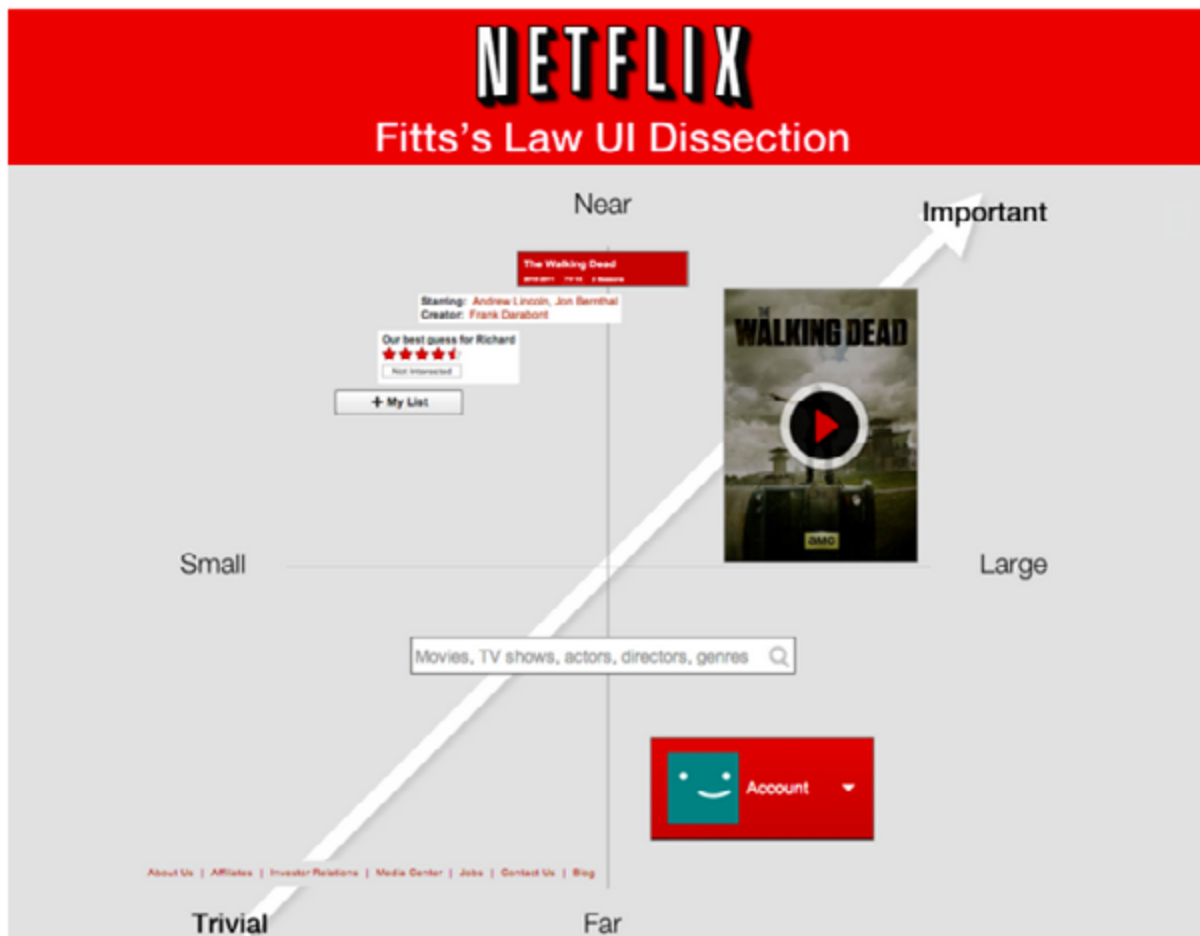 NETFLIX
Fitts's Law UI Dissection
Near
Important
The Walking Dead
Starring: Andrew Lincoln, Jon Bernthal
Creator: Frank Darabont
Our best guess for Richard
Not Interested
+ My List
THE
WALKING DEAD
amc
Small
Large
Movies, TV shows, actors, directors, genres
Account
About Us | Affiliates | Investor Relations | Media Center | Jobs | Contact Us | Blog
Trivial
Far